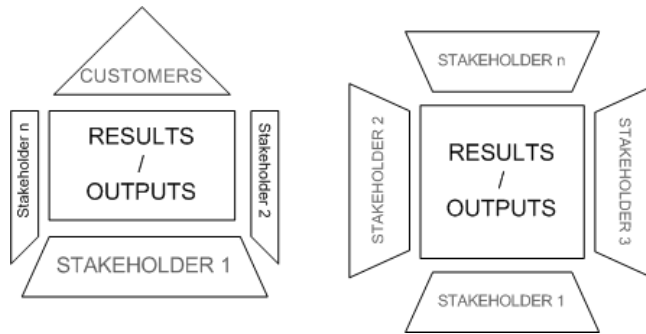 CUSTOMERS
Stakeholder n
RESULTS
/
OUTPUTS
Stakeholder 2
STAKEHOLDER 1
STAKEHOLDER n
STAKEHOLDER 2
RESULTS
/
OUTPUTS
STAKEHOLDER 3
STAKEHOLDER 1